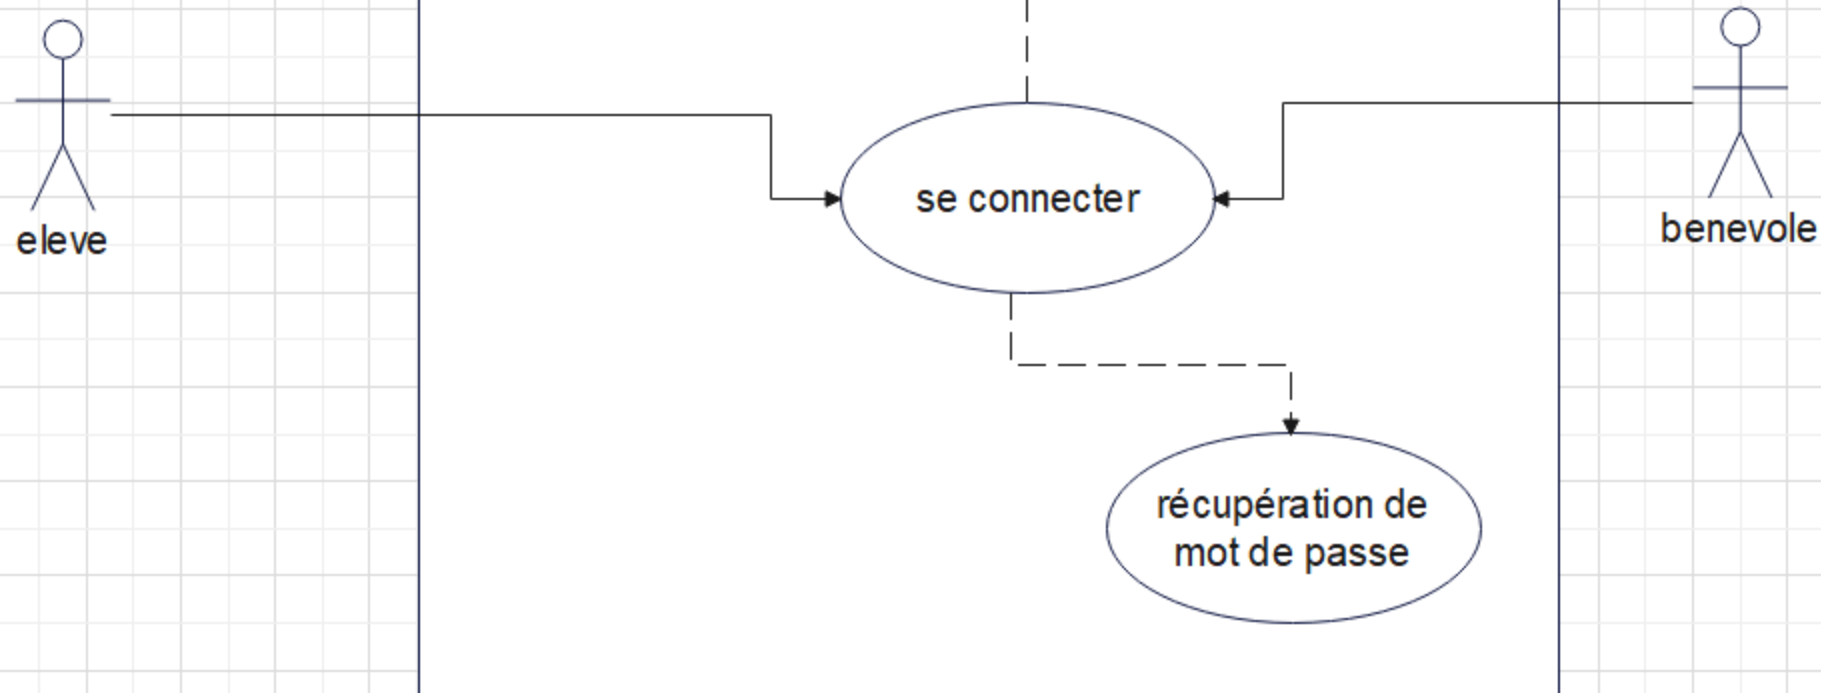 se connecter
eleve
benevole
récupération de
mot de passe